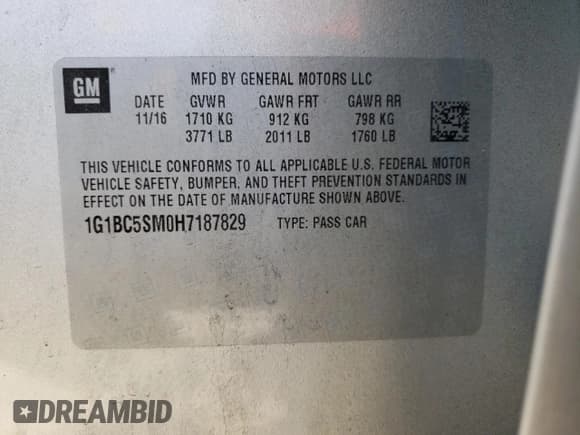 GM
MFD BY GENERAL MOTORS LLC
DATE GVWR GAWR FRT GAWR RR
11/16 1710 KG 912 KG 798 KG
3771 LB 2011 LB 1760 LB
THIS VEHICLE CONFORMS TO ALL APPLICABLE U.S. FEDERAL MOTOR
VEHICLE SAFETY, BUMPER, AND THEFT PREVENTION STANDARDS IN
EFFECT ON THE DATE OF MANUFACTURE SHOWN ABOVE.
1G1BC5SM0H7187829 TYPE: PASS CAR
DREAMBID